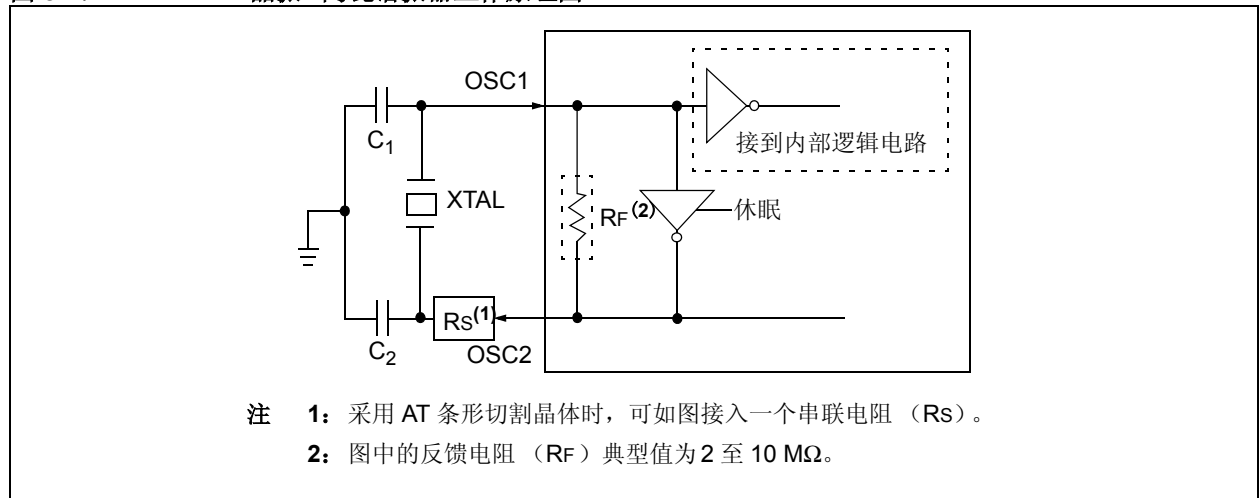 OSC1
C1
XTAL
接到内部逻辑电路
RF(2)
休眠
RS(1)
C2
OSC2
注 1：采用 AT 条形切割晶体时，可如图接入一个串联电阻 （RS）。
2：图中的反馈电阻 （RF）典型值为 2 至 10 MΩ。